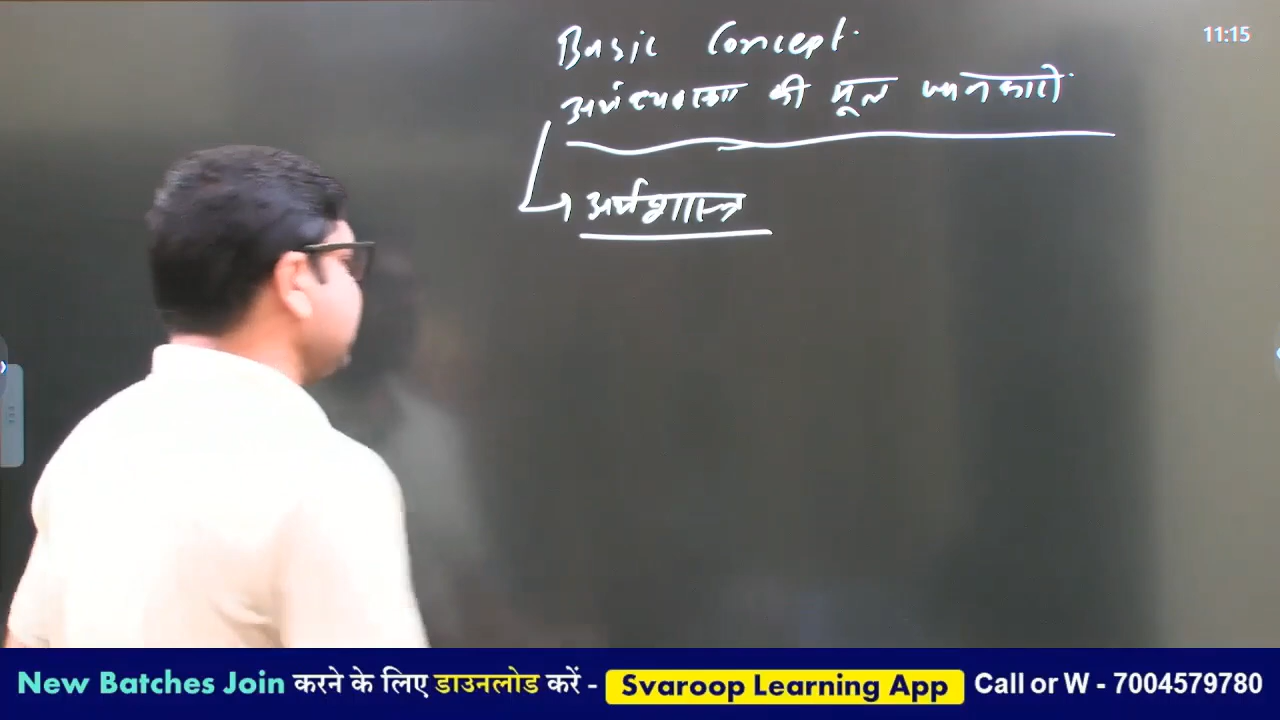 11:15
Basic Concept.
अर्थव्यवस्था की मूल जानकारी
अर्थशास्त्र
New Batches Join करने के लिए डाउनलोड करें - Svaroop Learning App Call or W - 7004579780